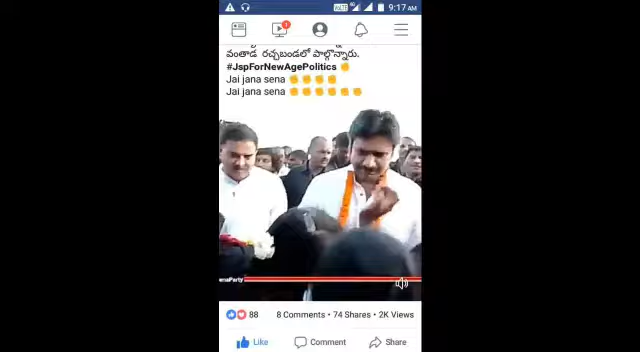 9:17 AM
వంతాడ రచ్చబండలో పాల్గొన్నారు.
#JspForNewAgePolitics ✊
Jai jana sena ✊✊✊✊
Jai jana sena ✊✊✊✊✊✊
88
8 Comments • 74 Shares • 2K Views
Like
Comment
Share